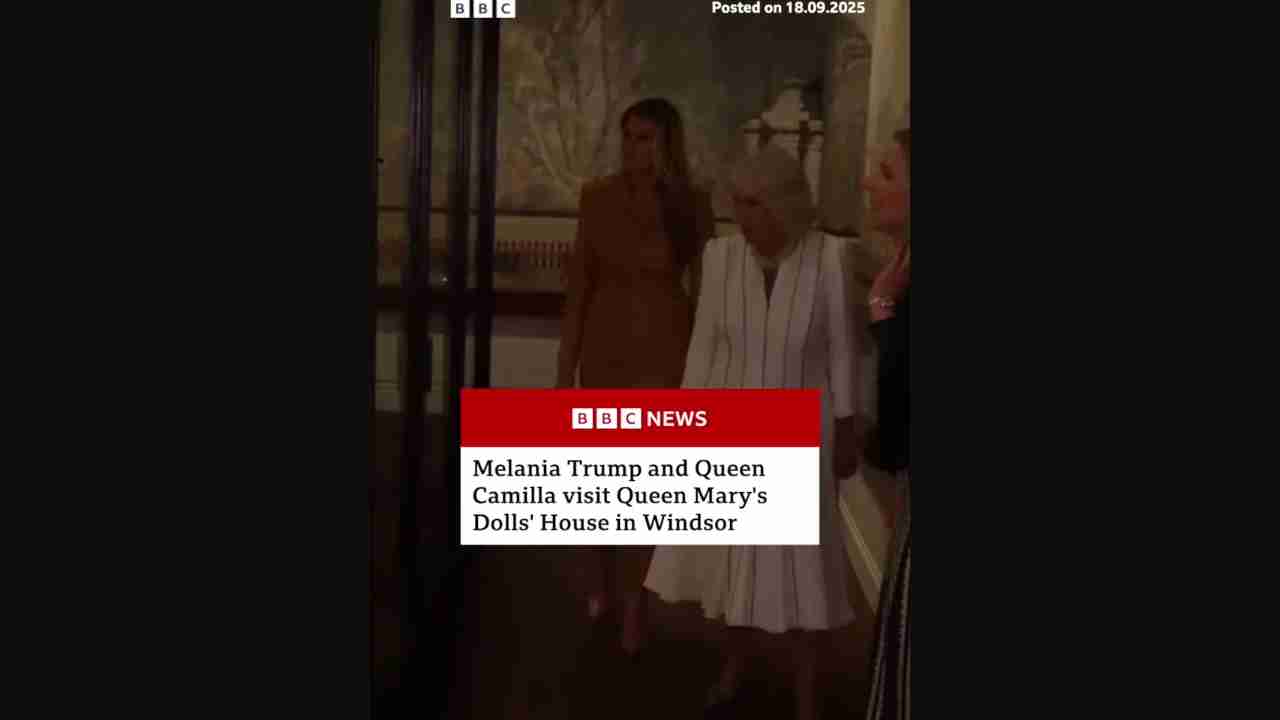 BBC
Posted on 18.09.2025
BBC NEWS
Melania Trump and Queen
Camilla visit Queen Mary's
Dolls' House in Windsor